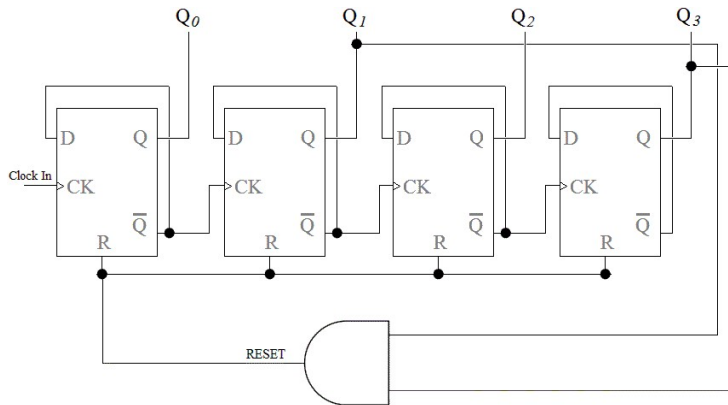 Q0 Q1 Q2 Q3
D Q D Q D Q D Q
Clock In
CK CK CK CK
Q̅ Q̅ Q̅ Q̅
R R R R
RESET